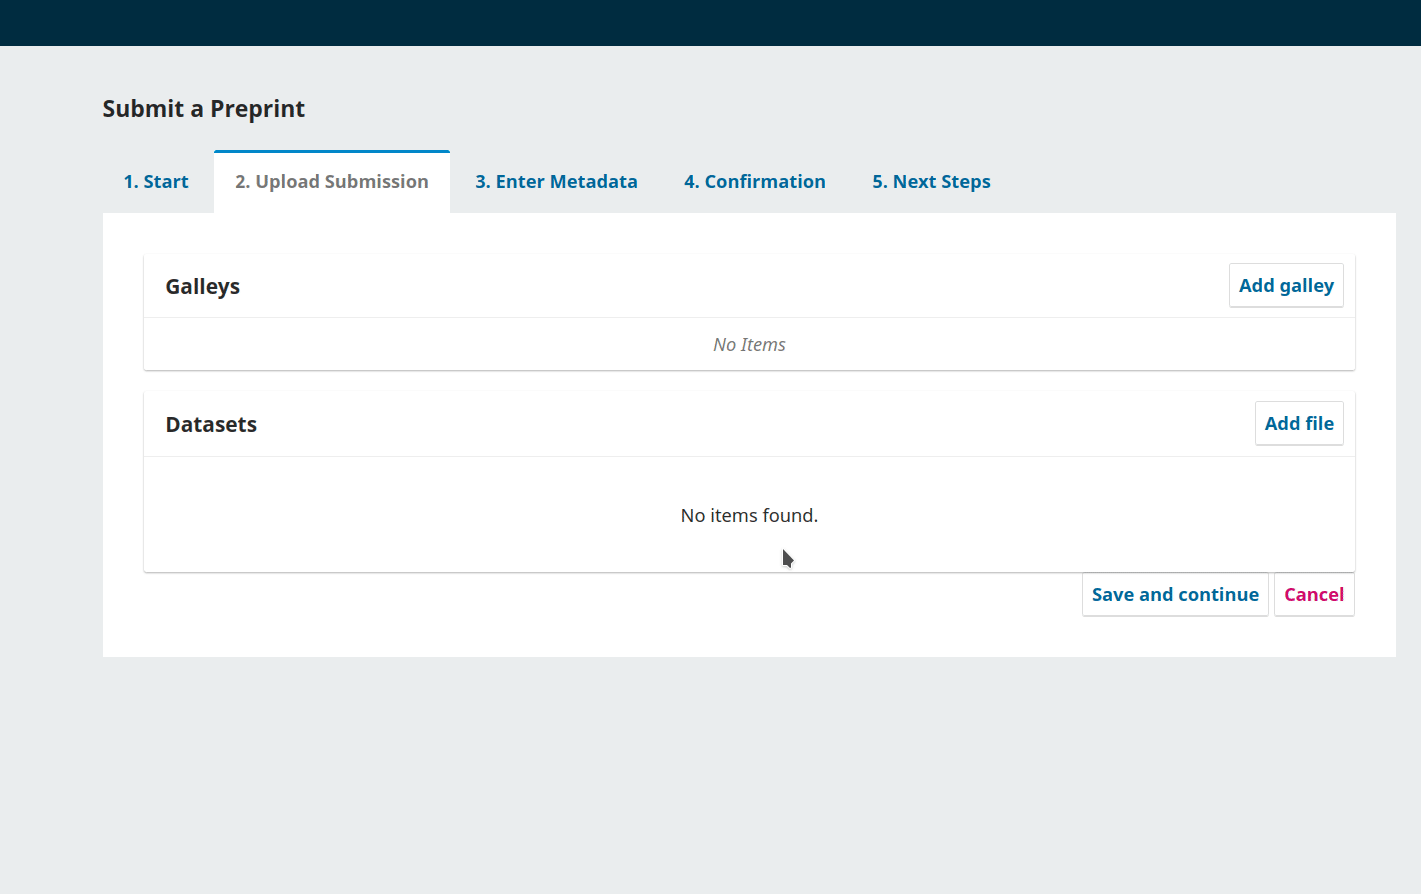 Submit a Preprint
1. Start
2. Upload Submission
3. Enter Metadata
4. Confirmation
5. Next Steps
Galleys
Add galley
No Items
Datasets
Add file
No items found.
Save and continue
Cancel